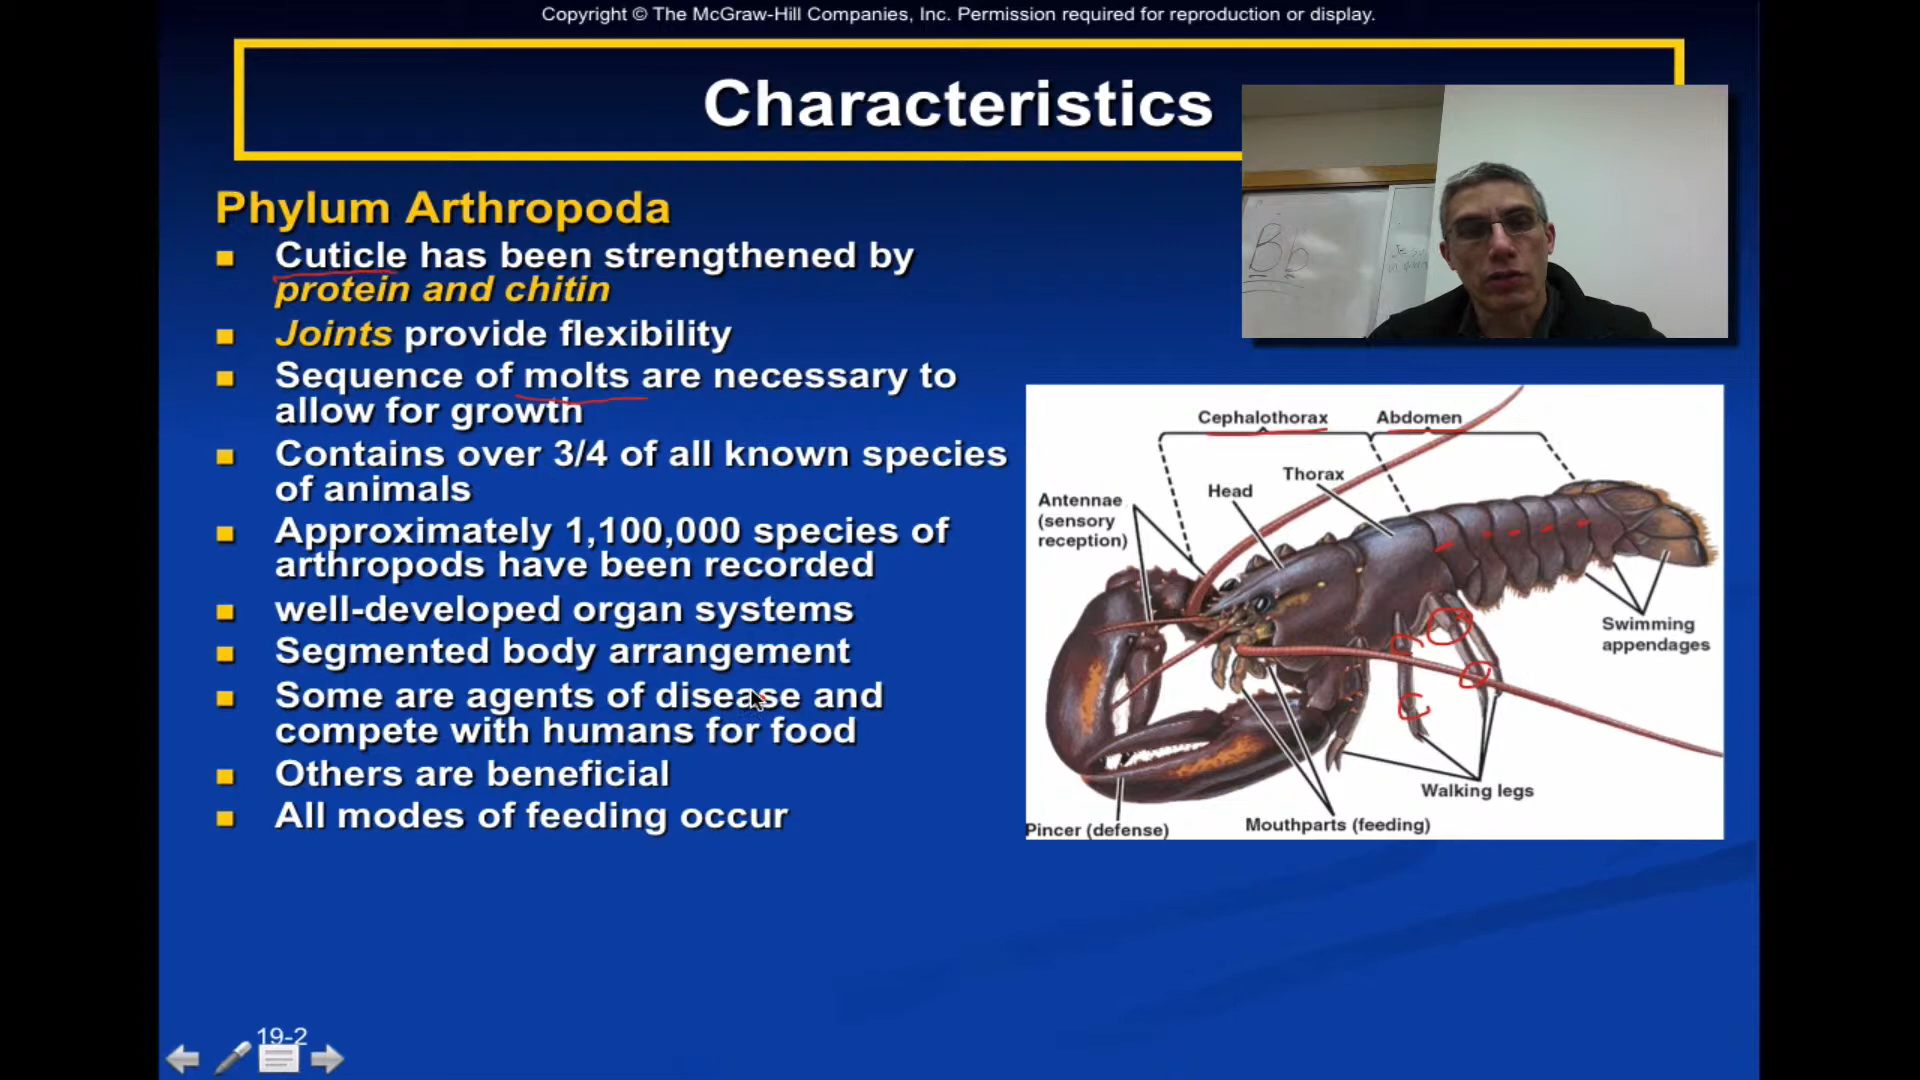 Copyright © The McGraw-Hill Companies, Inc. Permission required for reproduction or display.
Characteristics
Phylum Arthropoda
Cuticle has been strengthened by
protein and chitin
Joints provide flexibility
Sequence of molts are necessary to
allow for growth
Contains over 3/4 of all known species
of animals
Approximately 1,100,000 species of
arthropods have been recorded
well-developed organ systems
Segmented body arrangement
Some are agents of disease and
compete with humans for food
Others are beneficial
All modes of feeding occur
Bb
Cephalothorax
Abdomen
Thorax
Head
Antennae
(sensory
reception)
Swimming
appendages
Walking legs
Mouthparts (feeding)
Pincer (defense)
19-2